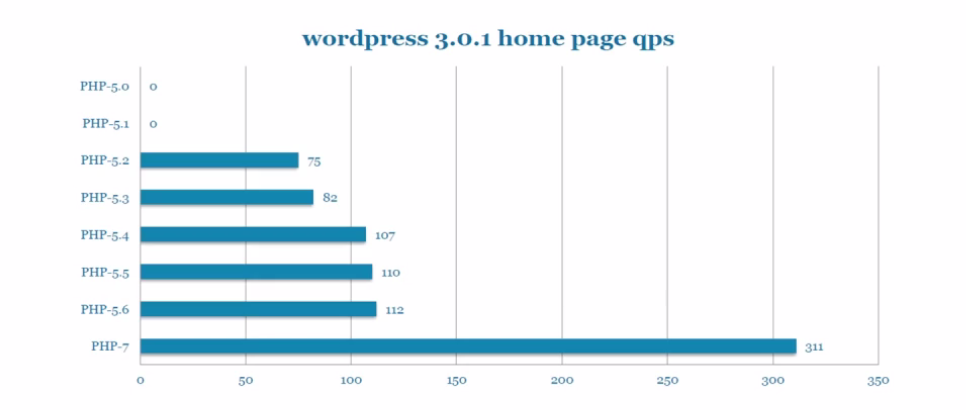 wordpress 3.0.1 home page qps
PHP-5.0 0
PHP-5.1 0
PHP-5.2 75
PHP-5.3 82
PHP-5.4 107
PHP-5.5 110
PHP-5.6 112
PHP-7 311
0 50 100 150 200 250 300 350